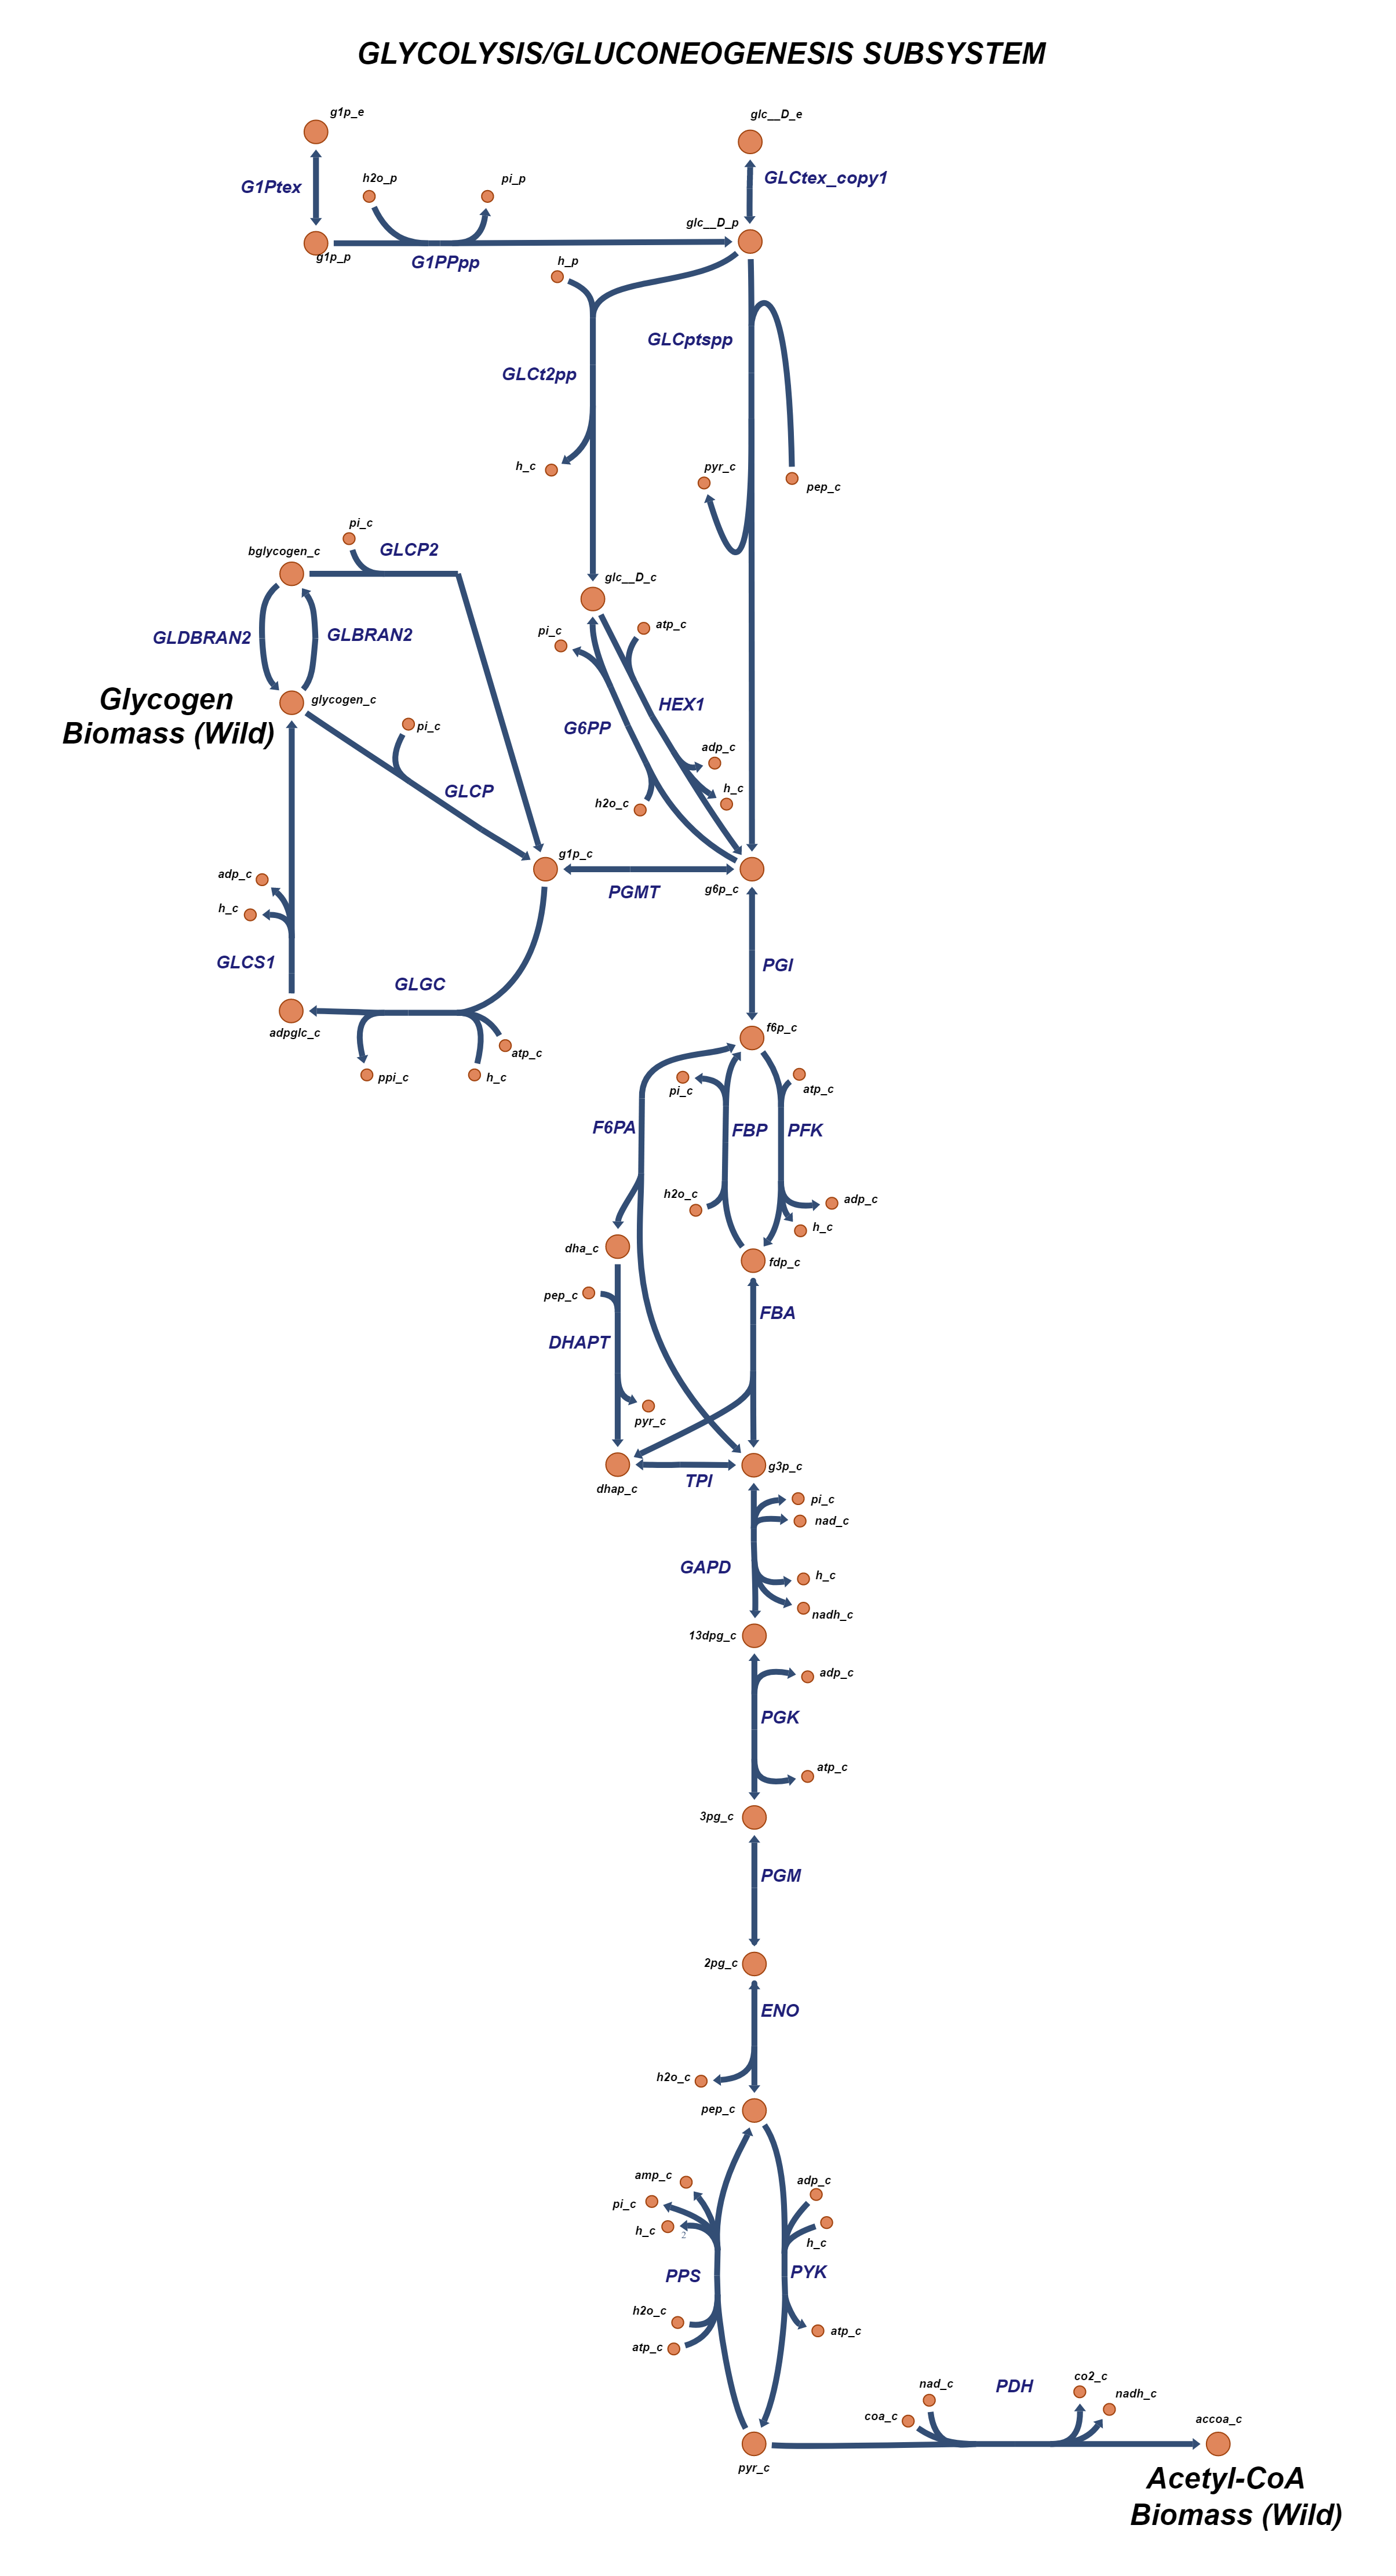 GLYCOLYSIS/GLUCONEOGENESIS SUBSYSTEM
g1p_e
glc__D_e
G1Ptex
h2o_p
pi_p
GLCtex_copy1
glc__D_p
g1p_p
G1PPpp
h_p
GLCptspp
GLCt2pp
h_c
pyr_c
pep_c
pi_c
bglycogen_c
GLCP2
glc__D_c
GLDBRAN2
GLBRAN2
pi_c
atp_c
Glycogen
Biomass (Wild)
glycogen_c
pi_c
HEX1
G6PP
adp_c
GLCP
h_c
h2o_c
g1p_c
adp_c
PGMT
g6p_c
h_c
GLCS1
PGI
GLGC
adpglc_c
f6p_c
atp_c
ppi_c
h_c
pi_c
atp_c
F6PA
FBP
PFK
h2o_c
adp_c
h_c
dha_c
fdp_c
pep_c
FBA
DHAPT
pyr_c
dhap_c
TPI
g3p_c
pi_c
nad_c
GAPD
h_c
nadh_c
13dpg_c
adp_c
PGK
atp_c
3pg_c
PGM
2pg_c
ENO
h2o_c
pep_c
amp_c
adp_c
pi_c
h_c
2
h_c
PPS
PYK
h2o_c
atp_c
atp_c
nad_c
PDH
co2_c
nadh_c
coa_c
accoa_c
pyr_c
Acetyl-CoA
Biomass (Wild)